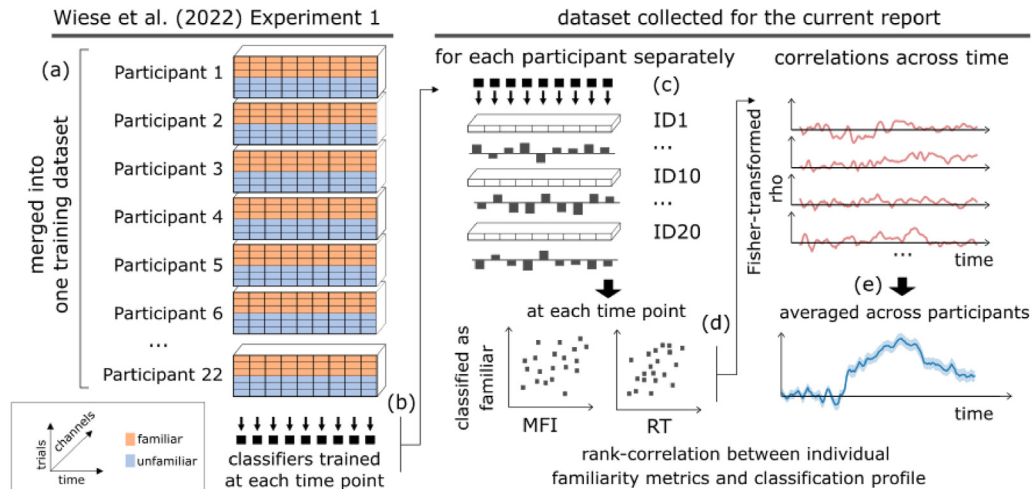 Wiese et al. (2022) Experiment 1
dataset collected for the current report
(a)
merged into
one training dataset
Participant 1
Participant 2
Participant 3
Participant 4
Participant 5
Participant 6
...
Participant 22
trials
channels
time
familiar
unfamiliar
(b)
classifiers trained
at each time point
for each participant separately
(c)
ID1
...
ID10
...
ID20
at each time point
(d)
classified as
familiar
MFI
RT
correlations across time
Fisher-transformed
rho
...
time
(e)
averaged across participants
time
rank-correlation between individual
familiarity metrics and classification profile